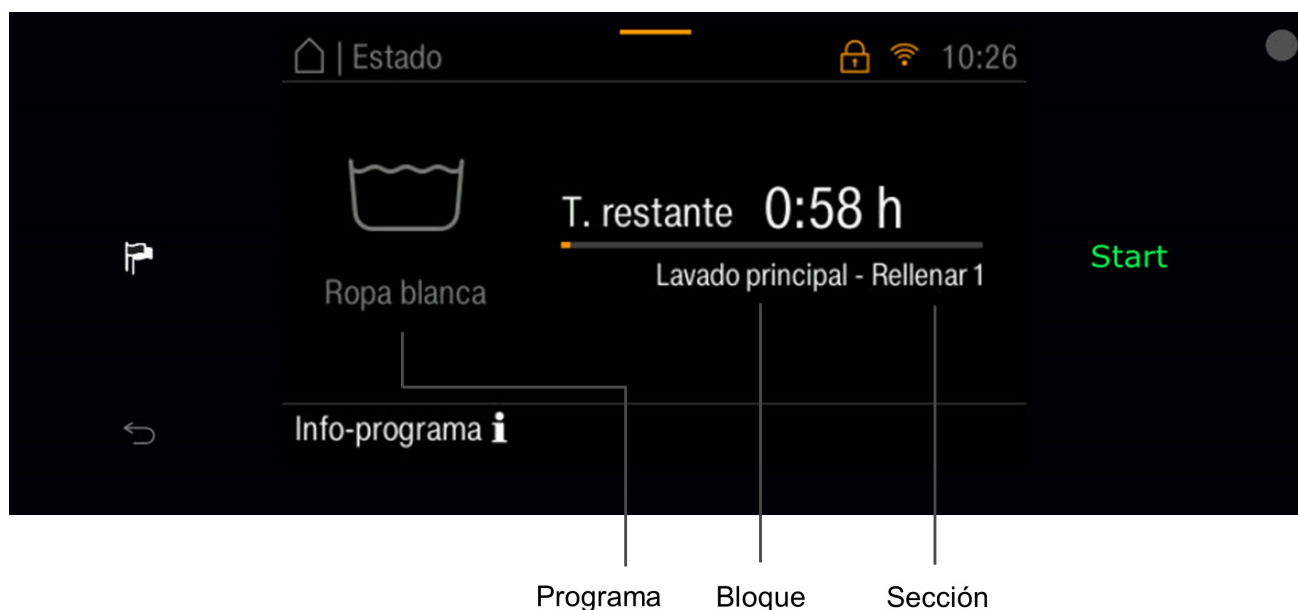 | Estado
10:26
T. restante 0:58 h
Lavado principal - Rellenar 1
Ropa blanca
Start
Info-programa i
Programa Bloque Sección